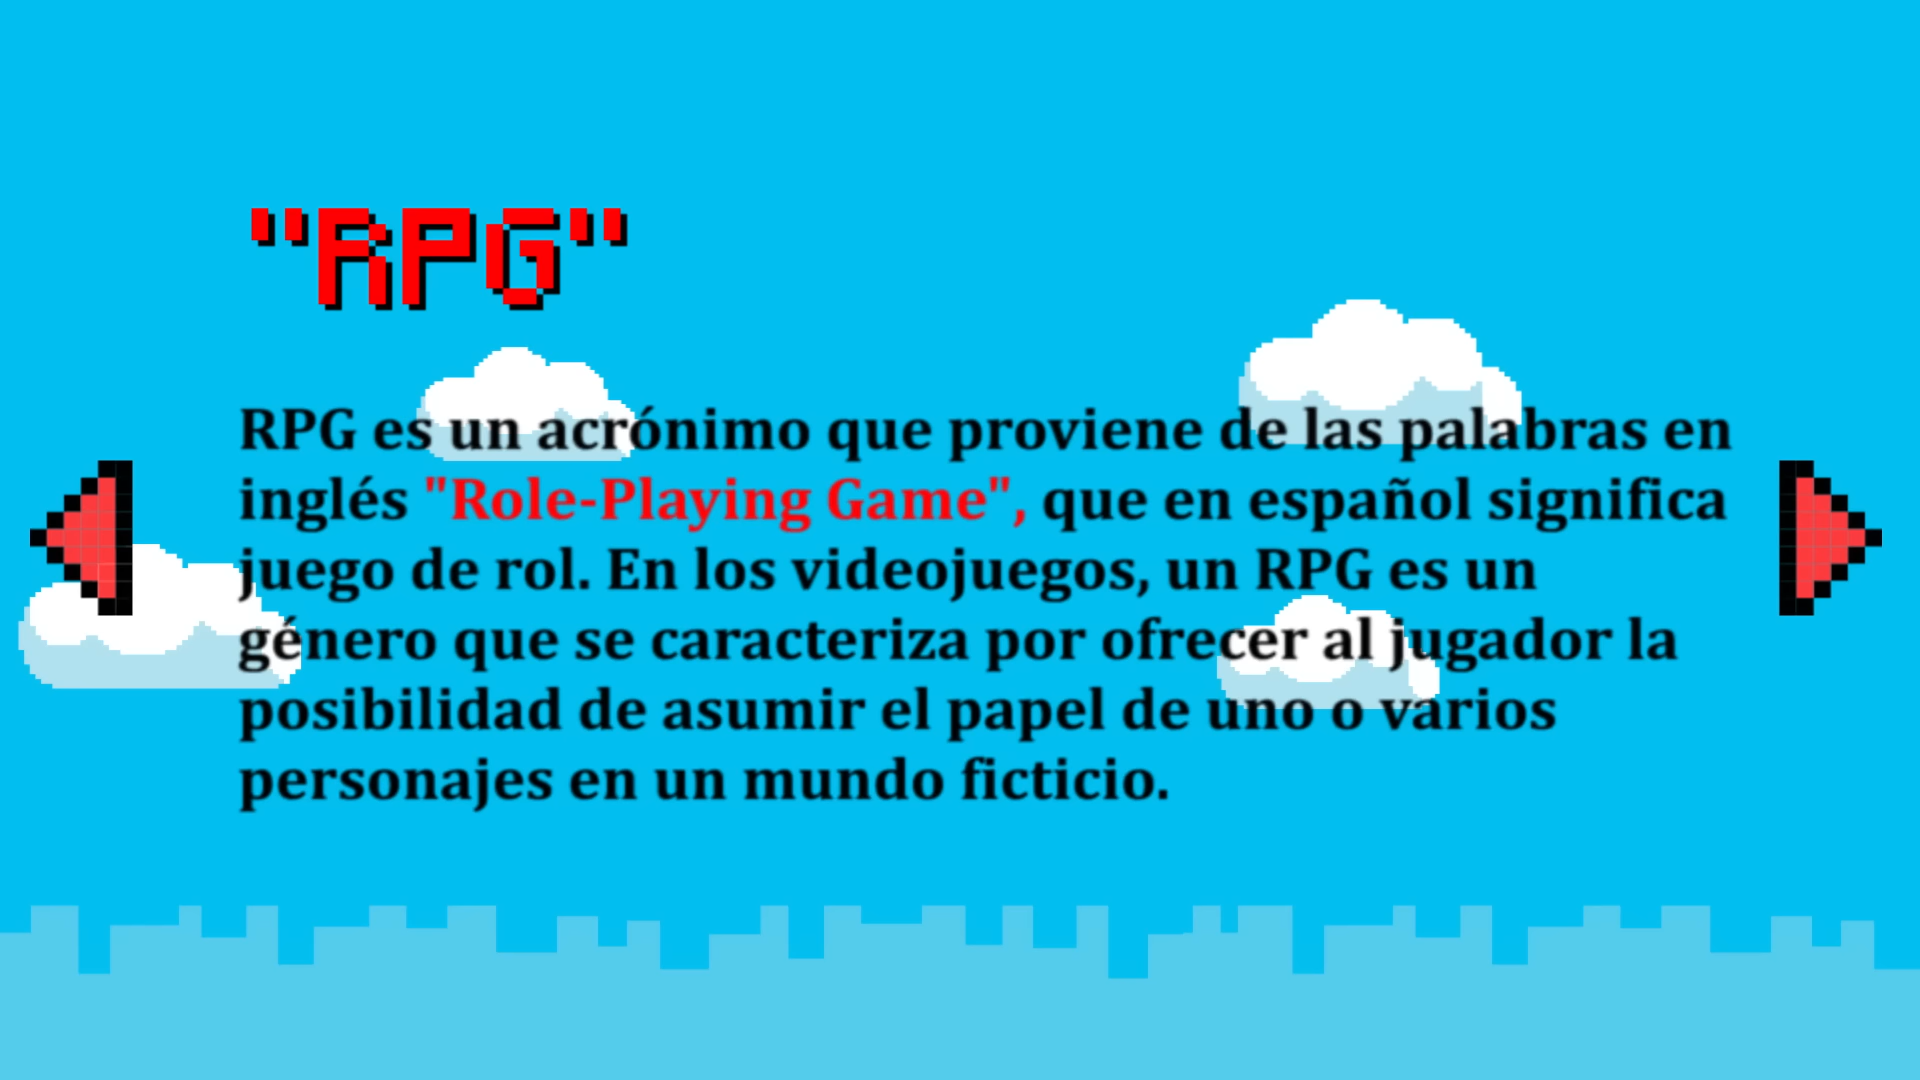 "RPG"
RPG es un acrónimo que proviene de las palabras en
inglés "Role-Playing Game", que en español significa
juego de rol. En los videojuegos, un RPG es un
género que se caracteriza por ofrecer al jugador la
posibilidad de asumir el papel de uno o varios
personajes en un mundo ficticio.